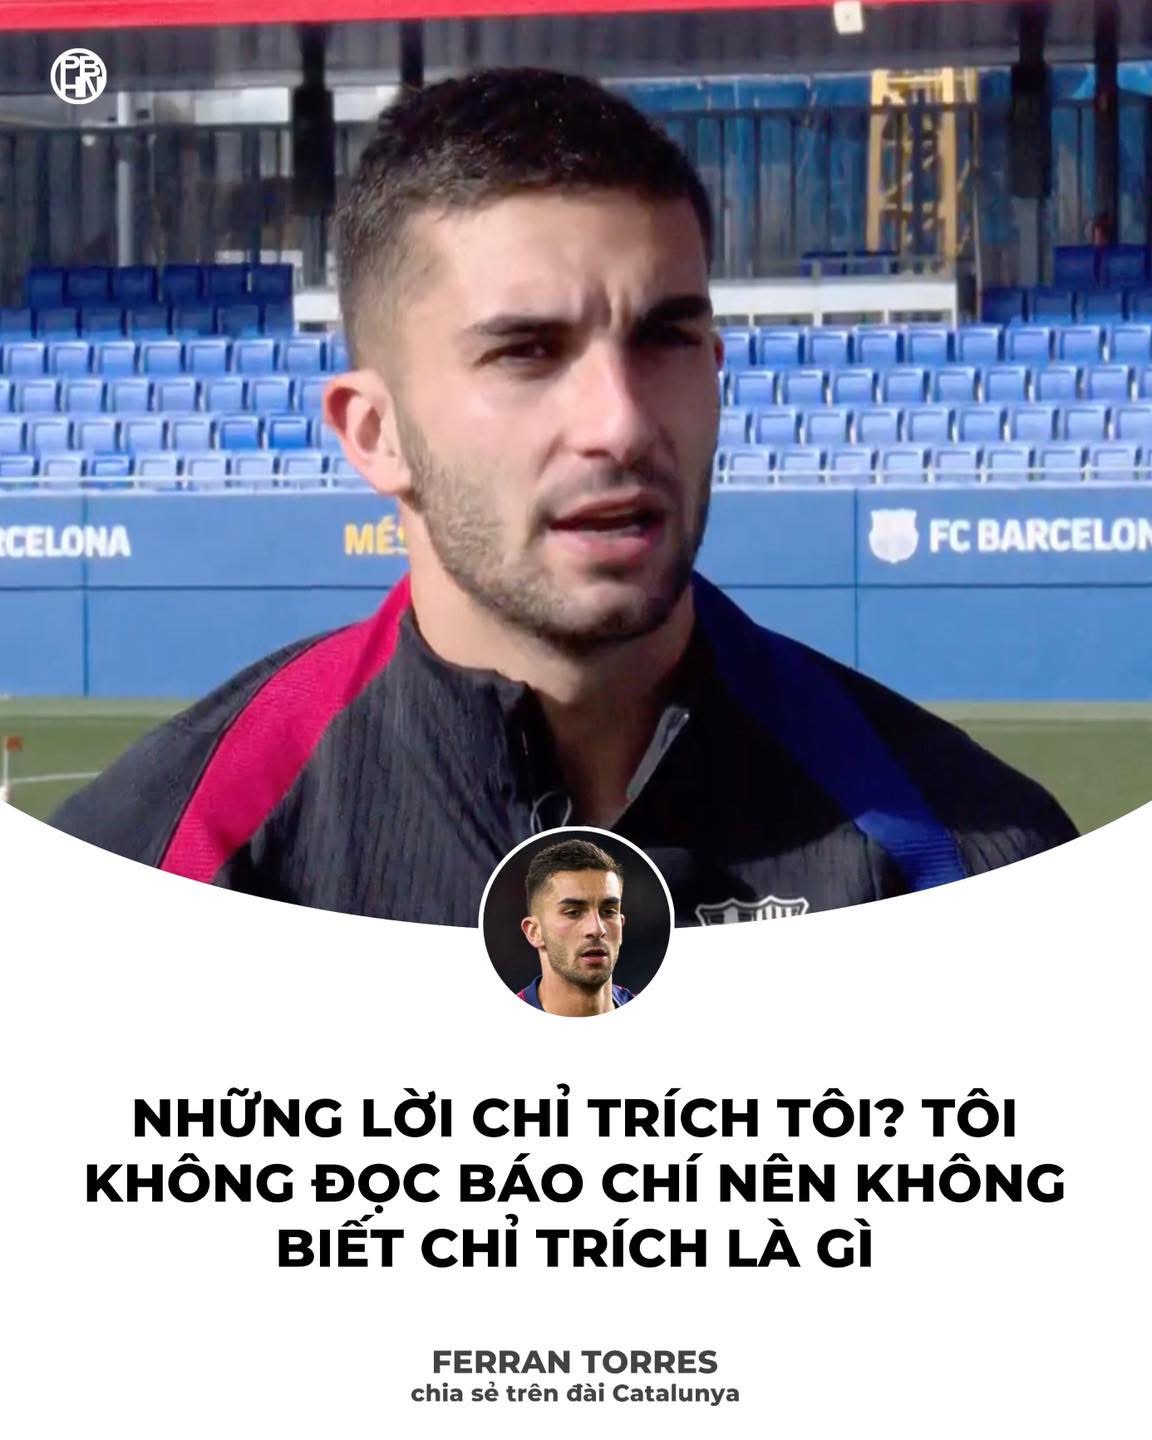 PBHN
RCELONA
MÉS
FC BARCELON
NHỮNG LỜI CHỈ TRÍCH TÔI? TÔI
KHÔNG ĐỌC BÁO CHÍ NÊN KHÔNG
BIẾT CHỈ TRÍCH LÀ GÌ
FERRAN TORRES
chia sẻ trên đài Catalunya